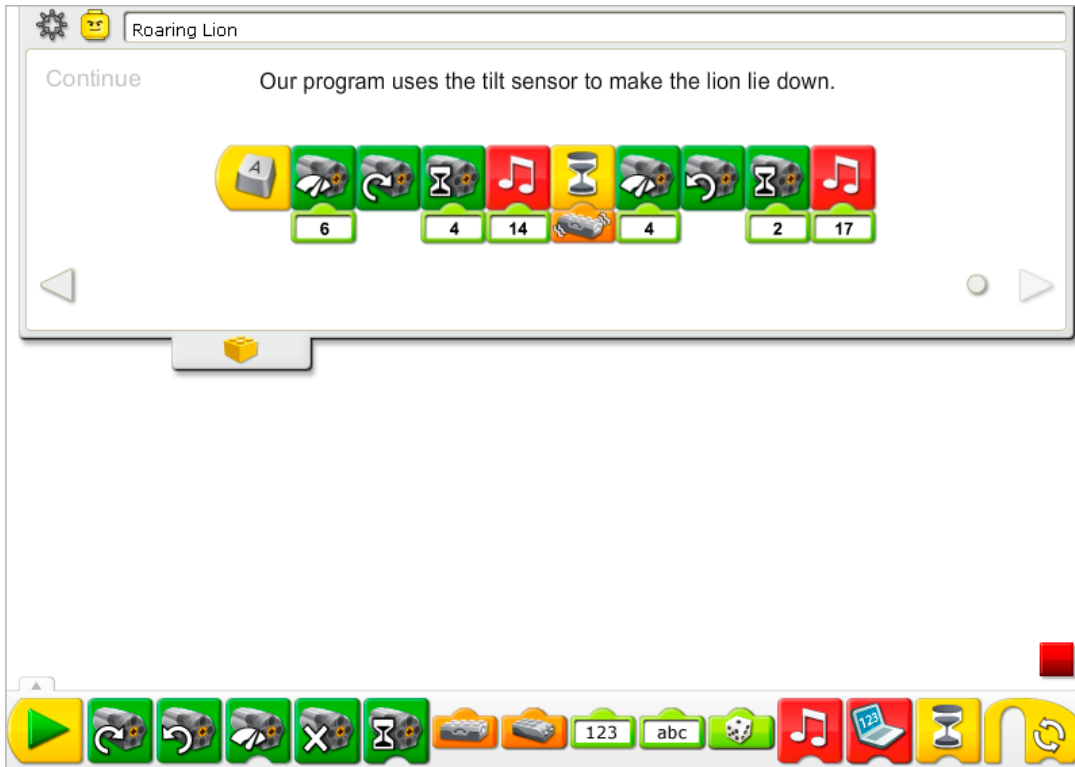 Roaring Lion
Continue
Our program uses the tilt sensor to make the lion lie down.
A
6 4 14 4 2 17
123 abc 123